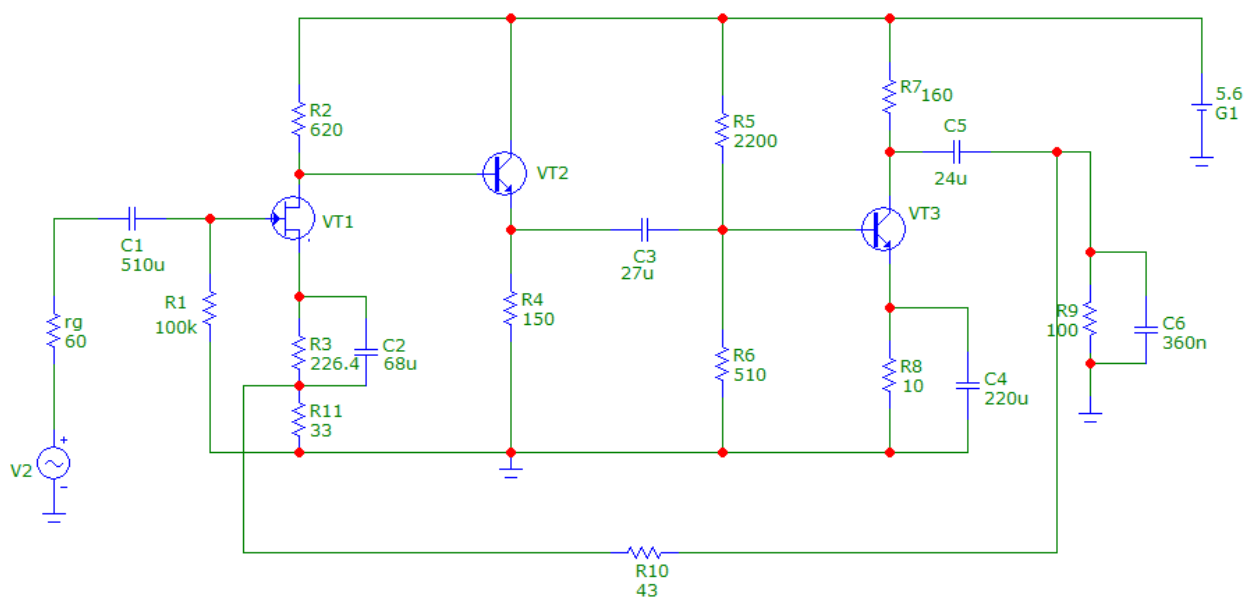 R2
620
VT1
C1
510u
R1
100k
rg
60
V2
+
-
R3
226.4
C2
68u
R11
33
VT2
R4
150
C3
27u
R5
2200
R6
510
R7
160
VT3
C5
24u
R8
10
C4
220u
R9
100
C6
360n
5.6
G1
R10
43